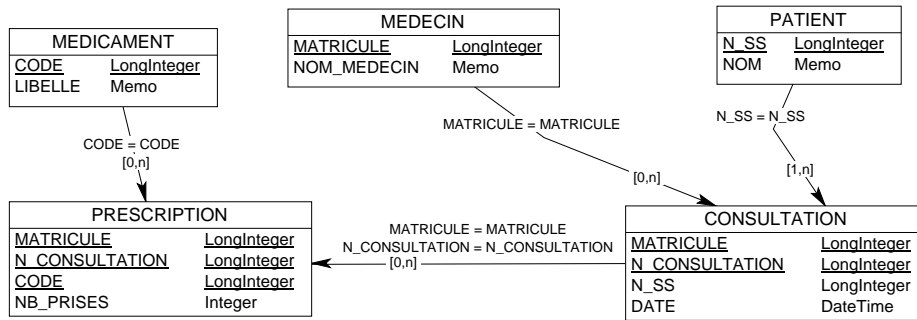 MEDICAMENT
CODE LongInteger
LIBELLE Memo
MEDECIN
MATRICULE LongInteger
NOM_MEDECIN Memo
PATIENT
N_SS LongInteger
NOM Memo
CODE = CODE
[0,n]
MATRICULE = MATRICULE
[0,n]
N_SS = N_SS
[1,n]
PRESCRIPTION
MATRICULE LongInteger
N_CONSULTATION LongInteger
CODE LongInteger
NB_PRISES Integer
MATRICULE = MATRICULE
N_CONSULTATION = N_CONSULTATION
[0,n]
CONSULTATION
MATRICULE LongInteger
N_CONSULTATION LongInteger
N_SS LongInteger
DATE DateTime